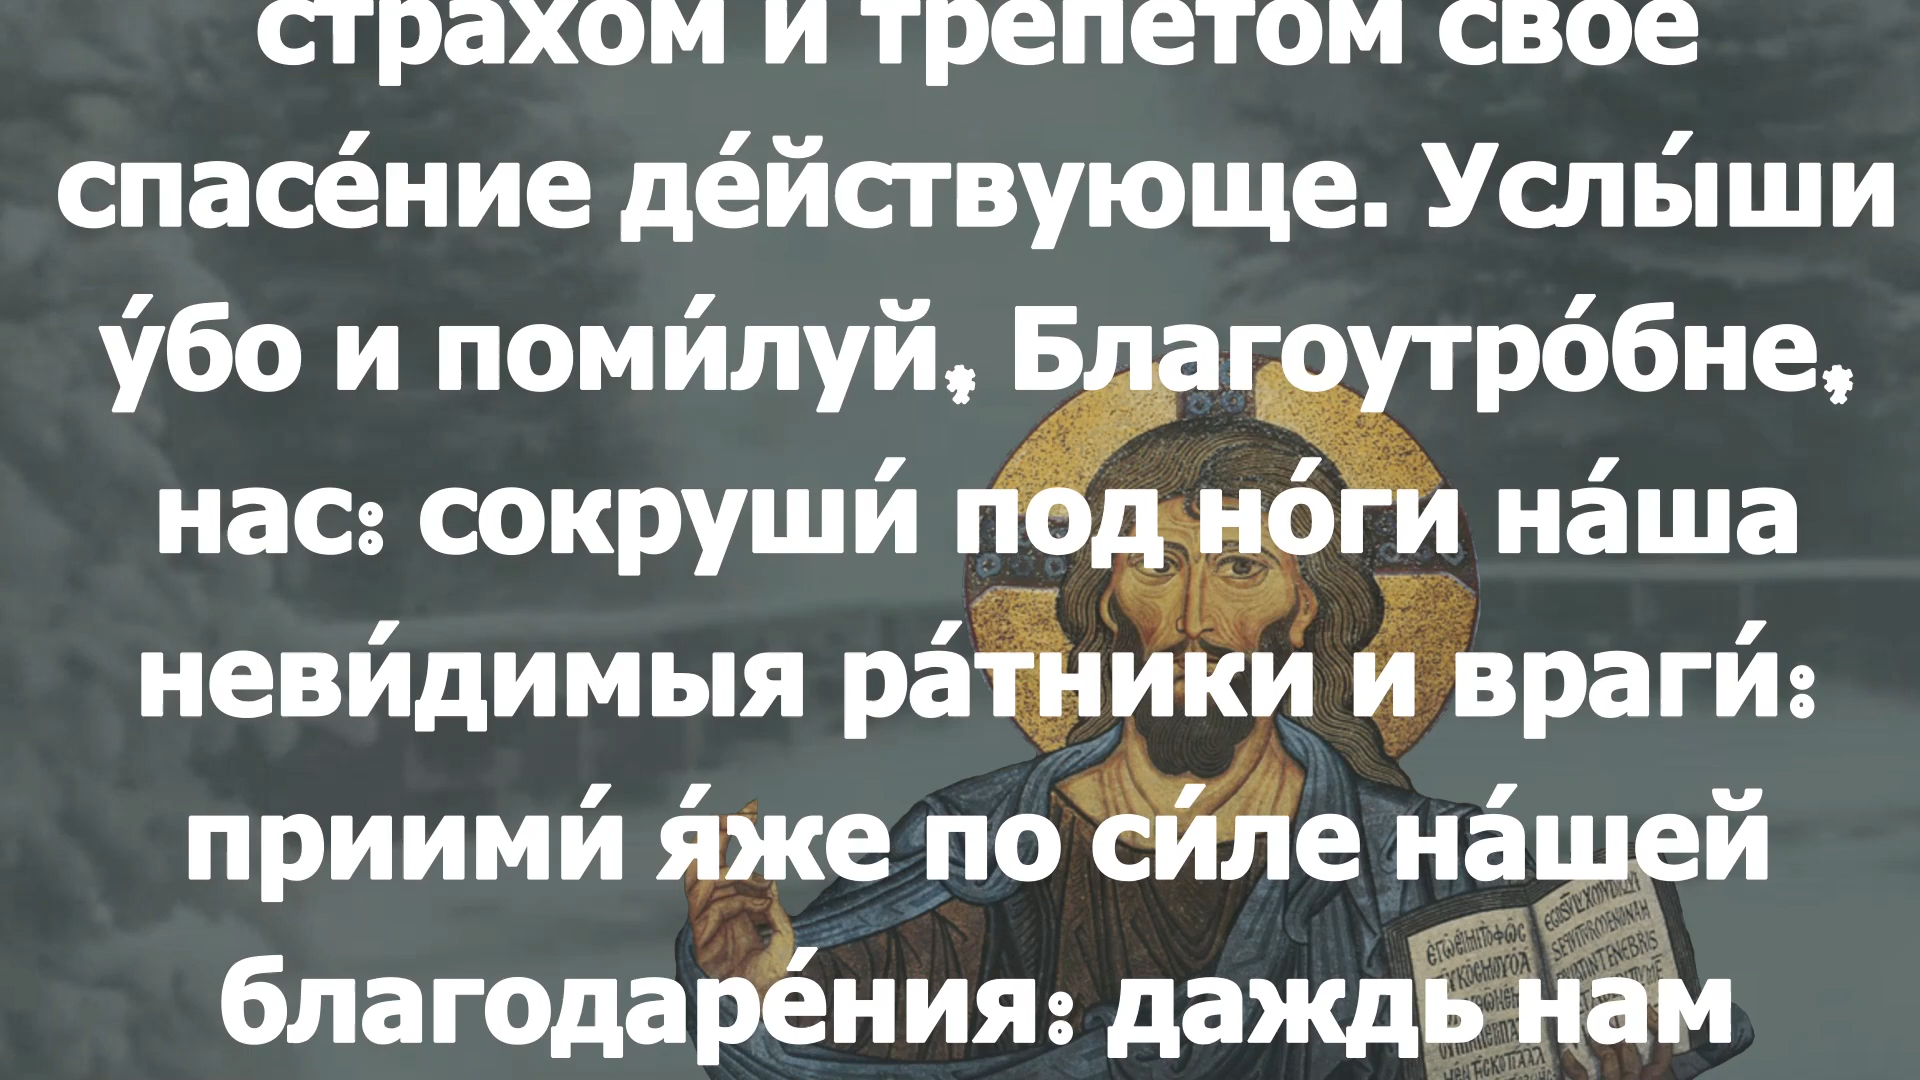 страхом и трепетом свое
спасе́ние де́йствующе. Услы́ши
у́бо и поми́луй, Благоутро́бне,
нас: сокруши́ под но́ги на́ша
неви́димыя ра́тники и враги́:
приими́ я́же по си́ле на́шей
благодаре́ния: даждь нам